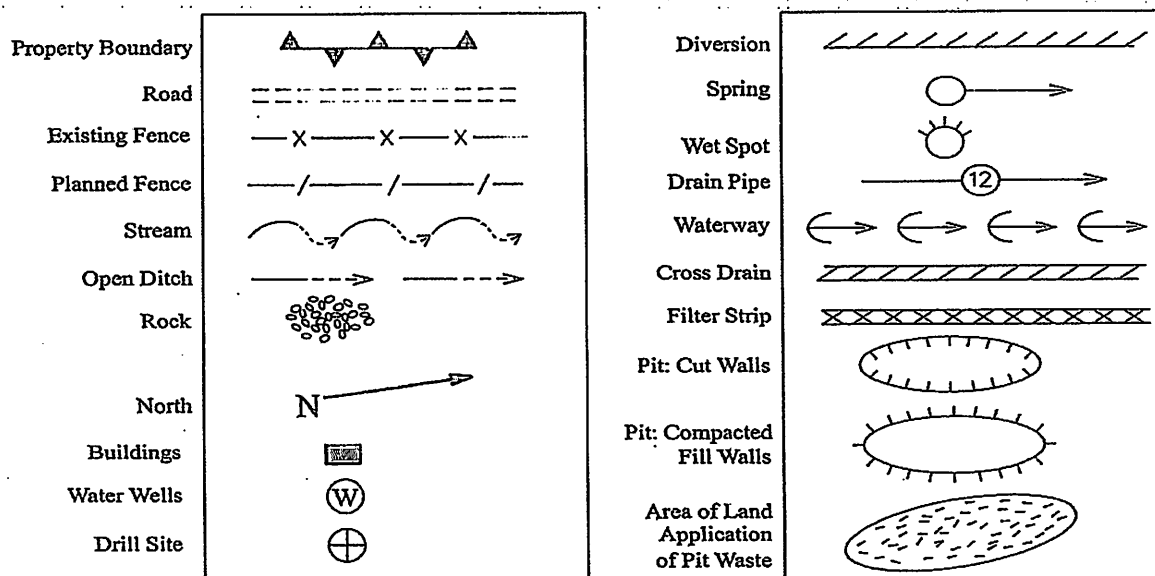 Property Boundary
Road
Existing Fence
Planned Fence
Stream
Open Ditch
Rock
North
N
Buildings
Water Wells
W
Drill Site
Diversion
Spring
Wet Spot
Drain Pipe
12
Waterway
Cross Drain
Filter Strip
Pit: Cut Walls
Pit: Compacted
Fill Walls
Area of Land
Application
of Pit Waste